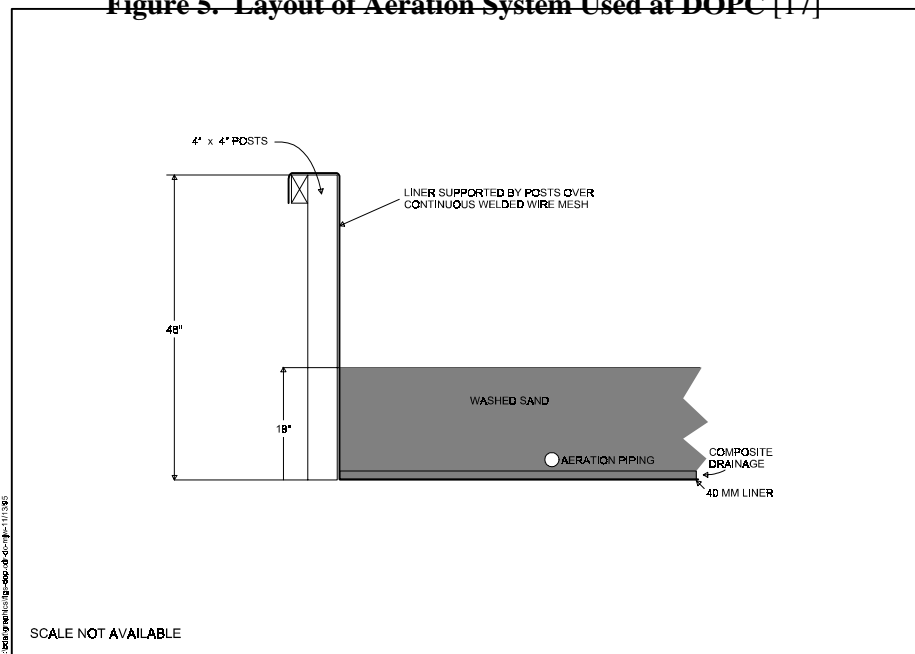 Figure 5. Layout of Aeration System Used at DOPC [17]
4" x 4" POSTS
LINER SUPPORTED BY POSTS OVER
CONTINUOUS WELDED WIRE MESH
48"
WASHED SAND
18"
AERATION PIPING
COMPOSITE
DRAINAGE
40 MM LINER
SCALE NOT AVAILABLE